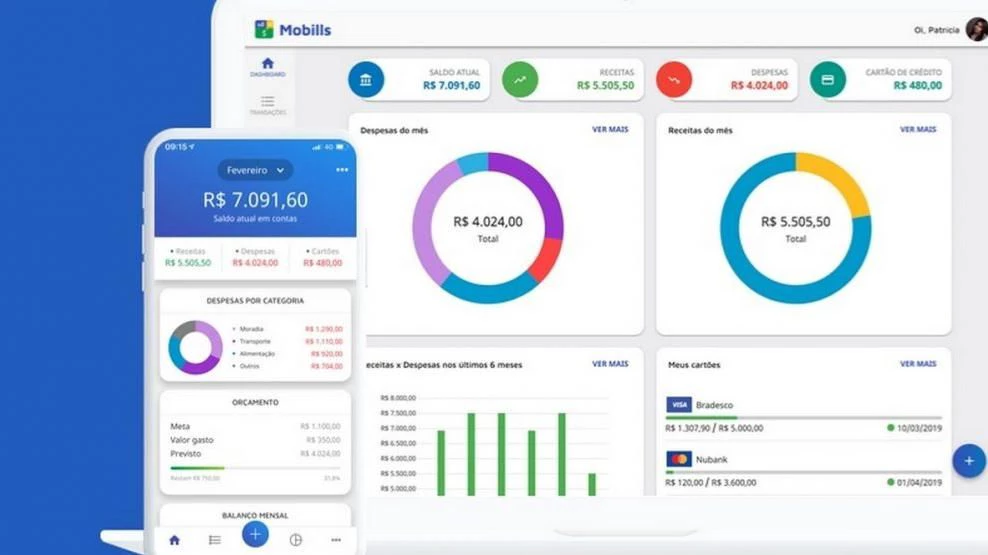 Mobills
Oi, Patricia
DASHBOARD
TRANSAÇÕES
SALDO ATUAL
R$ 7.091,60
RECEITAS
R$ 5.505,50
DESPESAS
R$ 4.024,00
CARTÃO DE CRÉDITO
R$ 480,00
Despesas do mês
VER MAIS
R$ 4.024,00
Total
Receitas do mês
VER MAIS
R$ 5.505,50
Total
eceitas x Despesas nos últimos 6 meses
VER MAIS
R$ 8.000,00
R$ 7.500,00
R$ 7.000,00
R$ 6.500,00
R$ 6.000,00
R$ 5.500,00
R$ 5.000,00
Meus cartões
VER MAIS
VISA Bradesco
R$ 1.307,90 / R$ 5.000,00 10/03/2019
Nubank
R$ 120,00 / R$ 3.600,00 01/04/2019
09:15 4G
Fevereiro
R$ 7.091,60
Saldo atual em contas
Receitas Despesas Cartões
R$ 5.505,50 R$ 4.024,00 R$ 480,00
DESPESAS POR CATEGORIA
Moradia R$ 1.290,00
Transporte R$ 1.110,00
Alimentação R$ 920,00
Outros R$ 704,00
ORÇAMENTO
Meta R$ 1.100,00
Valor gasto R$ 350,00
Previsto R$ 4.024,00
Restam R$ 750,00 31,8%
BALANÇO MENSAL